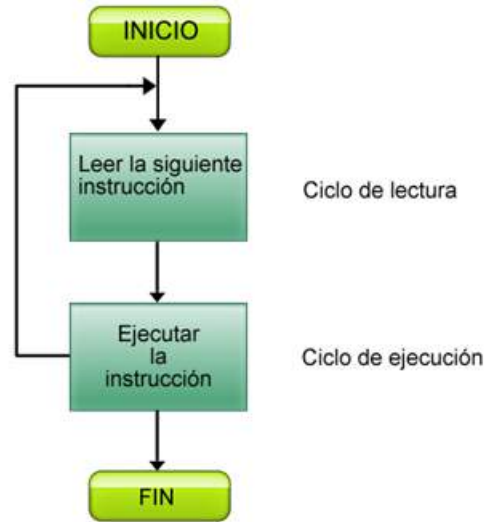 INICIO
Leer la siguiente
instrucción
Ciclo de lectura
Ejecutar
la
instrucción
Ciclo de ejecución
FIN